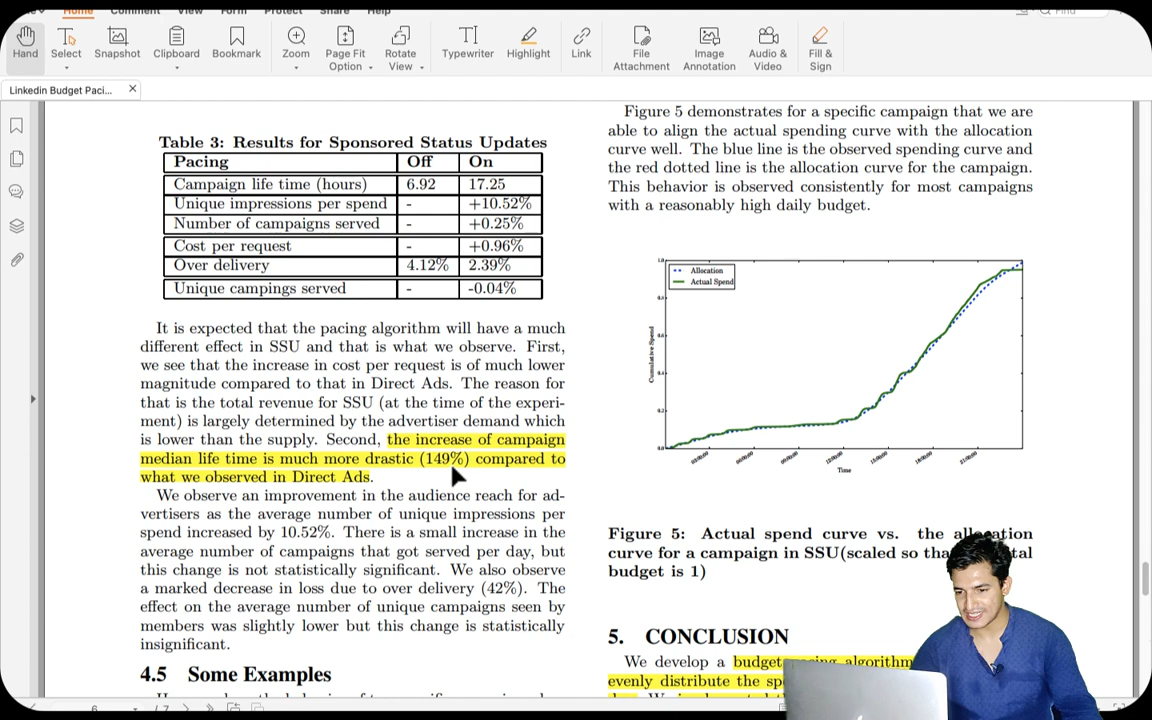 Home Comment View Form Protect Share Help
Find
Hand
Select
Snapshot
Clipboard
Bookmark
Zoom
Page Fit
Option
Rotate
View
Typewriter
Highlight
Link
File
Attachment
Image
Annotation
Audio &
Video
Fill &
Sign
Linkedin Budget Paci...
Table 3: Results for Sponsored Status Updates
Pacing Off On
Campaign life time (hours) 6.92 17.25
Unique impressions per spend - +10.52%
Number of campaigns served - +0.25%
Cost per request - +0.96%
Over delivery 4.12% 2.39%
Unique campings served - -0.04%
It is expected that the pacing algorithm will have a much
different effect in SSU and that is what we observe. First,
we see that the increase in cost per request is of much lower
magnitude compared to that in Direct Ads. The reason for
that is the total revenue for SSU (at the time of the experi-
ment) is largely determined by the advertiser demand which
is lower than the supply. Second, the increase of campaign
median life time is much more drastic (149%) compared to
what we observed in Direct Ads.
We observe an improvement in the audience reach for ad-
vertisers as the average number of unique impressions per
spend increased by 10.52%. There is a small increase in the
average number of campaigns that got served per day, but
this change is not statistically significant. We also observe
a marked decrease in loss due to over delivery (42%). The
effect on the average number of unique campaigns seen by
members was slightly lower but this change is statistically
insignificant.
4.5 Some Examples
Figure 5 demonstrates for a specific campaign that we are
able to align the actual spending curve with the allocation
curve well. The blue line is the observed spending curve and
the red dotted line is the allocation curve for the campaign.
This behavior is observed consistently for most campaigns
with a reasonably high daily budget.
Allocation
Actual Spend
Cumulative Spend
1.0
0.8
0.6
0.4
0.2
0.0
Time
Figure 5: Actual spend curve vs. the allocation
curve for a campaign in SSU(scaled so
budget is 1)
5. CONCLUSION
We develop a budget pacing algorithm
evenly distribute the